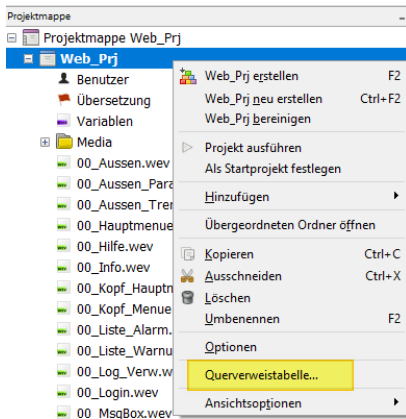 Projektmappe
Projektmappe Web_Prj
Web_Prj
Benutzer
Übersetzung
Variablen
Media
00_Aussen.wev
00_Aussen_Para
00_Aussen_Tren
00_Hauptmenue
00_Hilfe.wev
00_Info.wev
00_Kopf_Hauptn
00_Kopf_Menue
00_Liste_Alarm.
00_Liste_Warnu
00_Log_Verw.w
00_Login.wev
00_MsgBox.wev
Web_Prj erstellen F2
Web_Prj neu erstellen Ctrl+F2
Web_Prj bereinigen
Projekt ausführen
Als Startprojekt festlegen
Hinzufügen
Übergeordneten Ordner öffnen
Kopieren Ctrl+C
Ausschneiden Ctrl+X
Löschen
Umbenennen F2
Optionen
Querverweistabelle...
Ansichtsoptionen